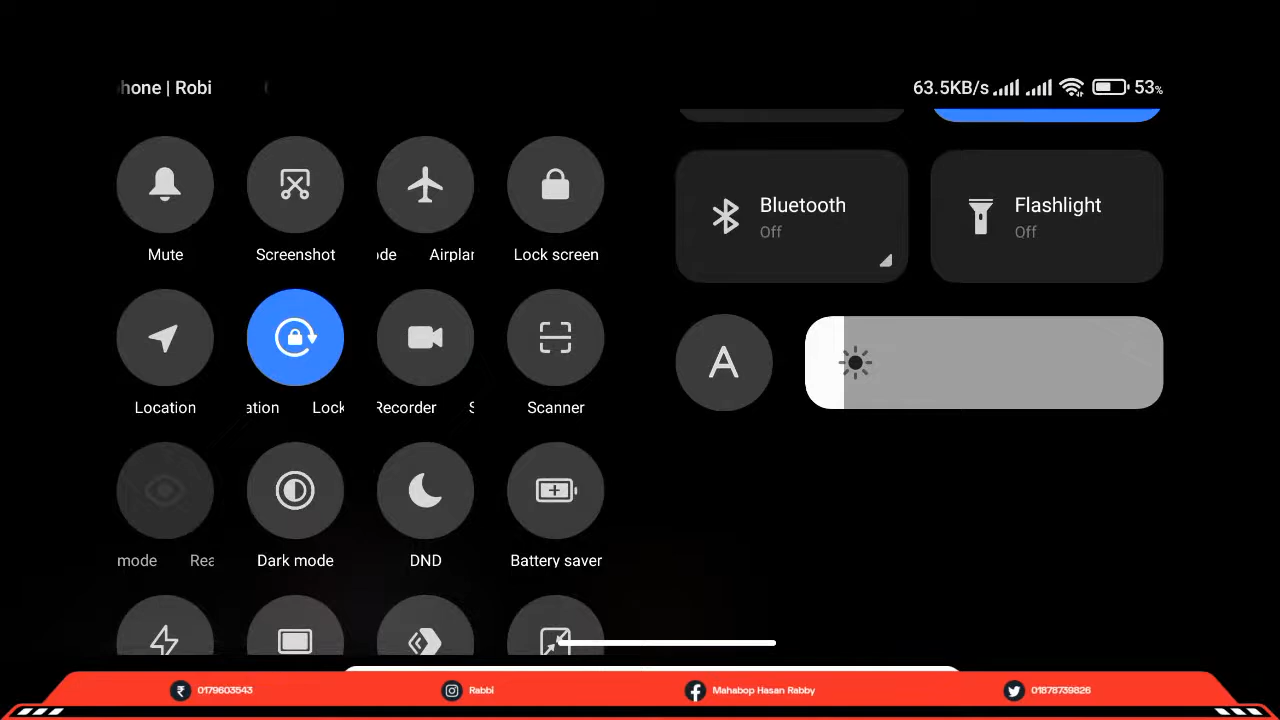 hone | Robi
63.5KB/s 53%
Mute Screenshot ode Airplan Lock screen
Bluetooth
Off
Flashlight
Off
A
Location ation Lock Recorder S Scanner
mode Rea Dark mode DND Battery saver
0179603543 Rabbi Mahabop Hasan Rabby 01878739826